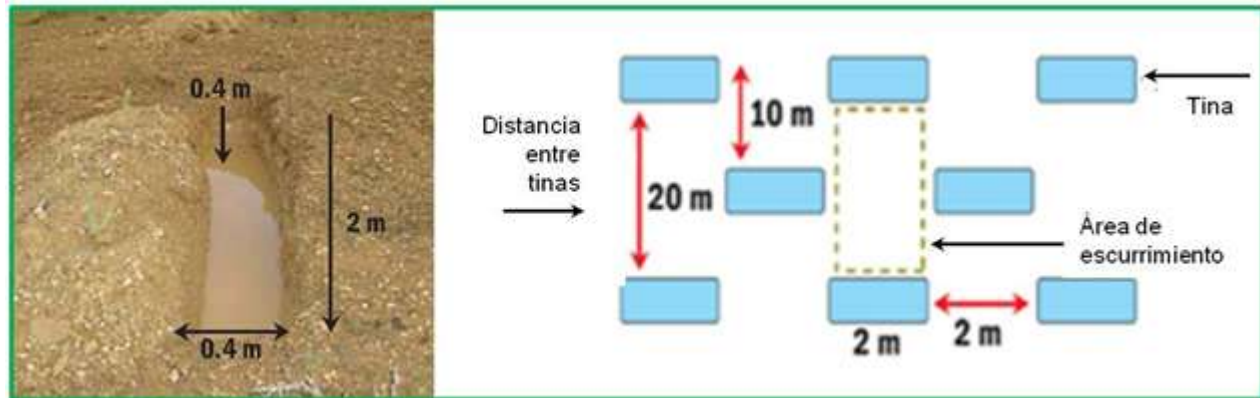 0.4 m
2 m
0.4 m
Distancia
entre
tinas
10 m
20 m
2 m
2 m
Tina
Área de
escurrimiento